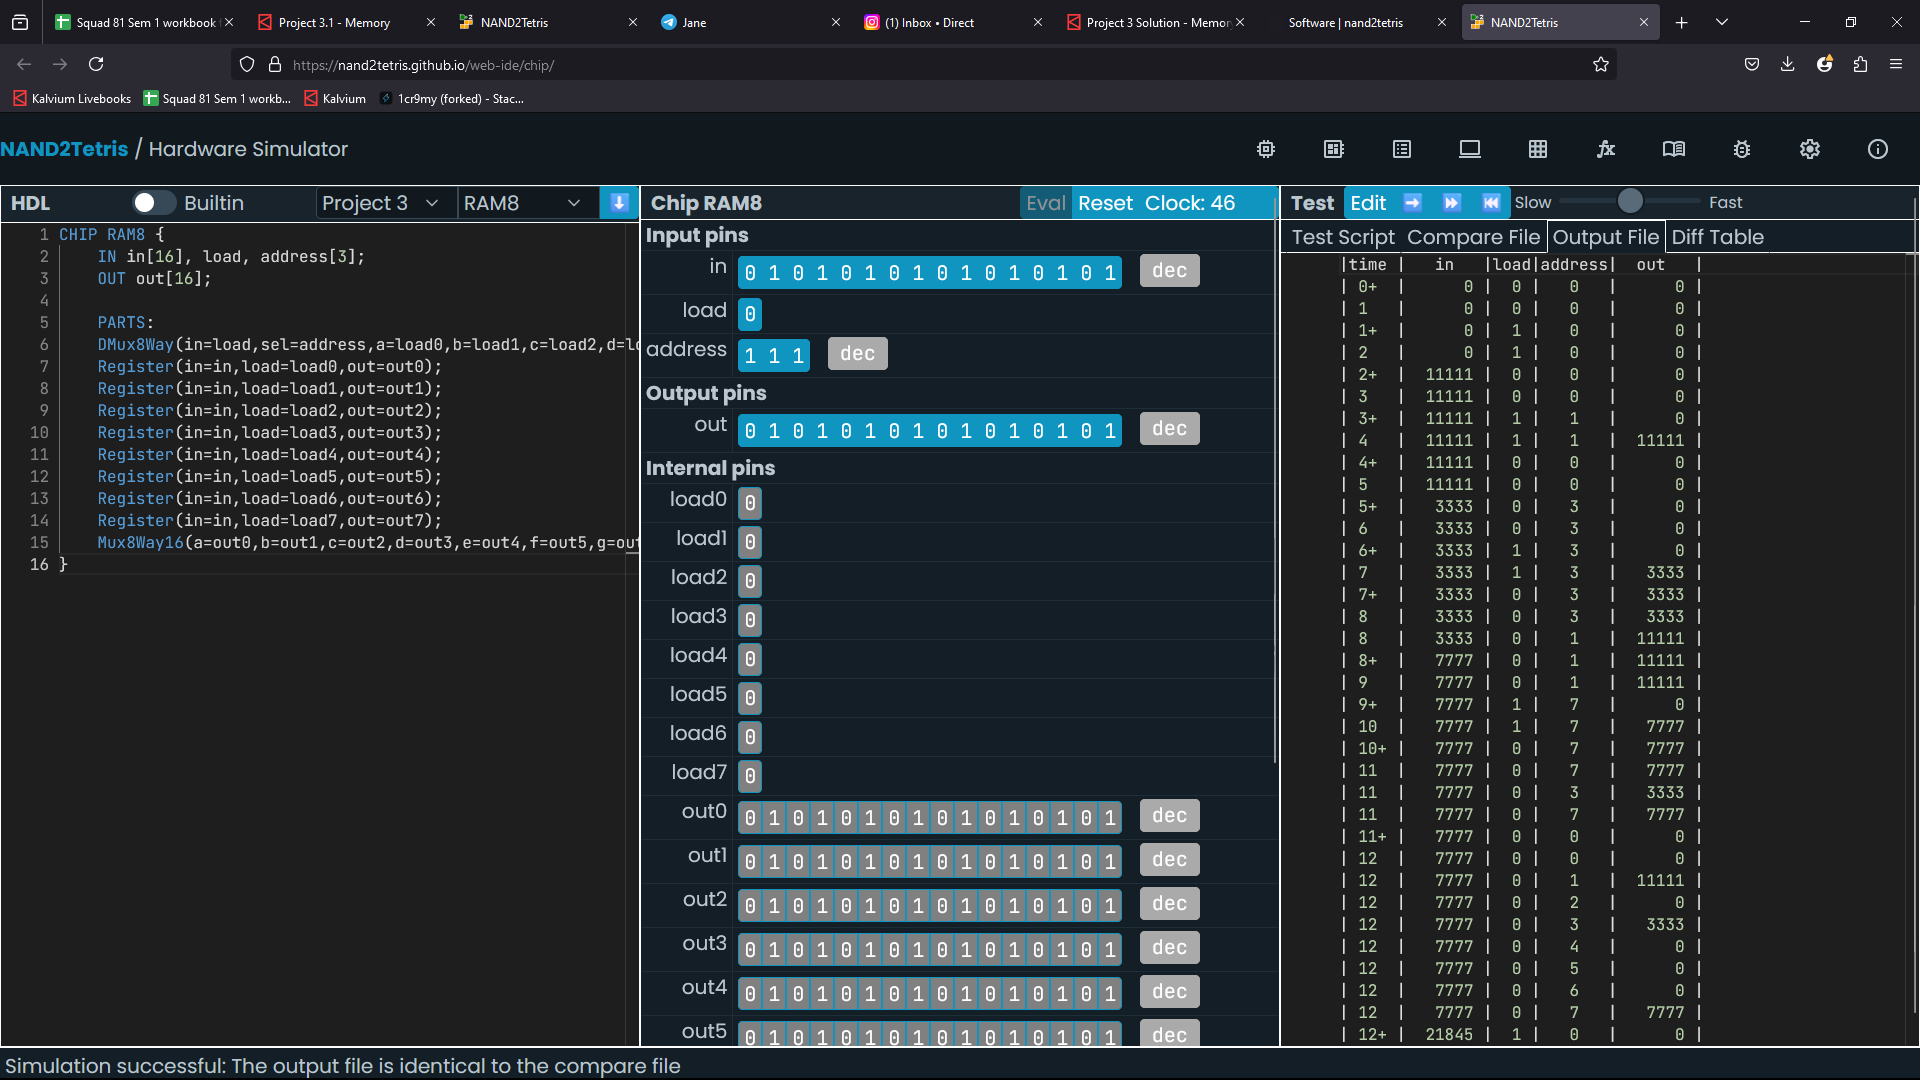 Squad 81 Sem 1 workbook
Project 3.1 - Memory
NAND2Tetris
Jane
(1) Inbox • Direct
Project 3 Solution - Memor
Software | nand2tetris
NAND2Tetris
https://nand2tetris.github.io/web-ide/chip/
Kalvium Livebooks
Squad 81 Sem 1 workb...
Kalvium
1cr9my (forked) - Stac...
NAND2Tetris / Hardware Simulator
HDL Builtin Project 3 RAM8
1 CHIP RAM8 {
2 IN in[16], load, address[3];
3 OUT out[16];
4
5 PARTS:
6 DMux8Way(in=load,sel=address,a=load0,b=load1,c=load2,d=lo
7 Register(in=in,load=load0,out=out0);
8 Register(in=in,load=load1,out=out1);
9 Register(in=in,load=load2,out=out2);
10 Register(in=in,load=load3,out=out3);
11 Register(in=in,load=load4,out=out4);
12 Register(in=in,load=load5,out=out5);
13 Register(in=in,load=load6,out=out6);
14 Register(in=in,load=load7,out=out7);
15 Mux8Way16(a=out0,b=out1,c=out2,d=out3,e=out4,f=out5,g=out
16 }
Chip RAM8 Eval Reset Clock: 46
Input pins
in 0 1 0 1 0 1 0 1 0 1 0 1 0 1 0 1 dec
load 0
address 1 1 1 dec
Output pins
out 0 1 0 1 0 1 0 1 0 1 0 1 0 1 0 1 dec
Internal pins
load0 0
load1 0
load2 0
load3 0
load4 0
load5 0
load6 0
load7 0
out0 0 1 0 1 0 1 0 1 0 1 0 1 0 1 0 1 dec
out1 0 1 0 1 0 1 0 1 0 1 0 1 0 1 0 1 dec
out2 0 1 0 1 0 1 0 1 0 1 0 1 0 1 0 1 dec
out3 0 1 0 1 0 1 0 1 0 1 0 1 0 1 0 1 dec
out4 0 1 0 1 0 1 0 1 0 1 0 1 0 1 0 1 dec
out5 0 1 0 1 0 1 0 1 0 1 0 1 0 1 0 1 dec
Test Edit Slow Fast
Test Script Compare File Output File Diff Table
|time | in |load|address| out |
| 0+ | 0 | 0 | 0 | 0 |
| 1 | 0 | 0 | 0 | 0 |
| 1+ | 0 | 1 | 0 | 0 |
| 2 | 0 | 1 | 0 | 0 |
| 2+ | 11111 | 0 | 0 | 0 |
| 3 | 11111 | 0 | 0 | 0 |
| 3+ | 11111 | 1 | 1 | 0 |
| 4 | 11111 | 1 | 1 | 11111 |
| 4+ | 11111 | 0 | 0 | 0 |
| 5 | 11111 | 0 | 0 | 0 |
| 5+ | 3333 | 0 | 3 | 0 |
| 6 | 3333 | 0 | 3 | 0 |
| 6+ | 3333 | 1 | 3 | 0 |
| 7 | 3333 | 1 | 3 | 3333 |
| 7+ | 3333 | 0 | 3 | 3333 |
| 8 | 3333 | 0 | 3 | 3333 |
| 8 | 3333 | 0 | 1 | 11111 |
| 8+ | 7777 | 0 | 1 | 11111 |
| 9 | 7777 | 0 | 1 | 11111 |
| 9+ | 7777 | 1 | 7 | 0 |
| 10 | 7777 | 1 | 7 | 7777 |
| 10+ | 7777 | 0 | 7 | 7777 |
| 11 | 7777 | 0 | 7 | 7777 |
| 11 | 7777 | 0 | 3 | 3333 |
| 11 | 7777 | 0 | 7 | 7777 |
| 11+ | 7777 | 0 | 0 | 0 |
| 12 | 7777 | 0 | 0 | 0 |
| 12 | 7777 | 0 | 1 | 11111 |
| 12 | 7777 | 0 | 2 | 0 |
| 12 | 7777 | 0 | 3 | 3333 |
| 12 | 7777 | 0 | 4 | 0 |
| 12 | 7777 | 0 | 5 | 0 |
| 12 | 7777 | 0 | 6 | 0 |
| 12 | 7777 | 0 | 7 | 7777 |
| 12+ | 21845 | 1 | 0 | 0 |
Simulation successful: The output file is identical to the compare file